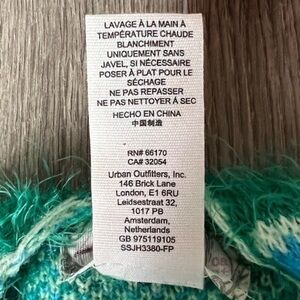 LAVAGE À LA MAIN À
TEMPÉRATURE CHAUDE
BLANCHIMENT
UNIQUEMENT SANS
JAVEL, SI NÉCESSAIRE
POSER À PLAT POUR LE
SÉCHAGE
NE PAS REPASSER
NE PAS NETTOYER À SEC
HECHO EN CHINA
中国制造
RN# 66170
CA# 32054
Urban Outfitters, Inc.
146 Brick Lane
London, E1 6RU
Leidsestraat 32,
1017 PB
Amsterdam,
Netherlands
GB 975119105
SSJH3380-FP